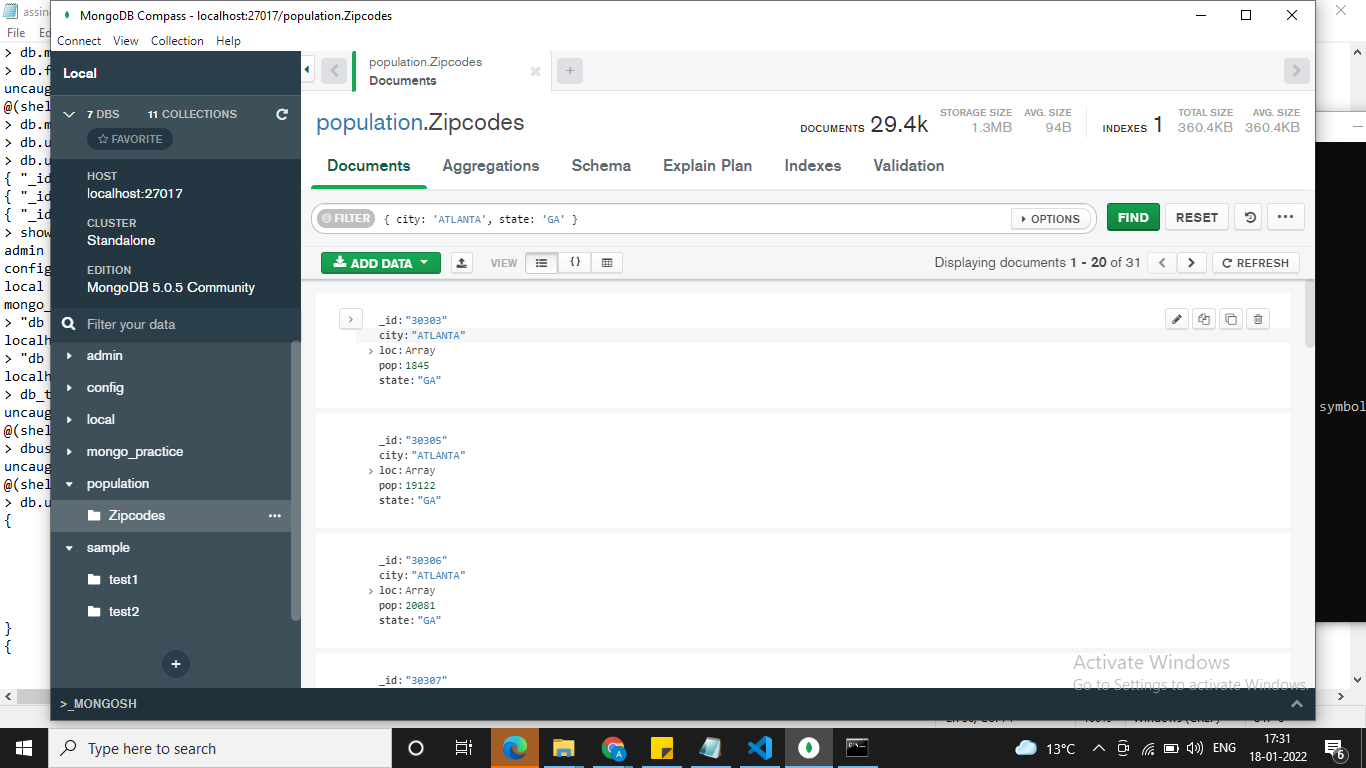 assin
File Ed
MongoDB Compass - localhost:27017/population.Zipcodes
Connect View Collection Help
> db.m
> db.f
uncaug
@(shel
> db.m
> db.u
> db.u
{ "_id
{ "_id
{ "_id
> show
admin
config
local
mongo_
> "db
localh
> "db
localh
> db_t
uncaug
@(shel
> dbus
uncaug
@(shel
> db.u
{
}
{
Local
7 DBS 11 COLLECTIONS
FAVORITE
HOST
localhost:27017
CLUSTER
Standalone
EDITION
MongoDB 5.0.5 Community
Filter your data
admin
config
local
mongo_practice
population
Zipcodes
sample
test1
test2
population.Zipcodes
Documents
population.Zipcodes
DOCUMENTS 29.4k STORAGE SIZE 1.3MB AVG. SIZE 94B INDEXES 1 TOTAL SIZE 360.4KB AVG. SIZE 360.4KB
Documents Aggregations Schema Explain Plan Indexes Validation
FILTER { city: 'ATLANTA', state: 'GA' } OPTIONS FIND RESET
ADD DATA VIEW {} Displaying documents 1 - 20 of 31 REFRESH
_id:"30303"
city:"ATLANTA"
loc:Array
pop:1845
state:"GA"
_id:"30305"
city:"ATLANTA"
loc:Array
pop:19122
state:"GA"
_id:"30306"
city:"ATLANTA"
loc:Array
pop:20081
state:"GA"
_id:"30307"
symbol
Activate Windows
Go to Settings to activate Windows.
>_MONGOSH
Type here to search
13°C ENG
17:31
18-01-2022
6